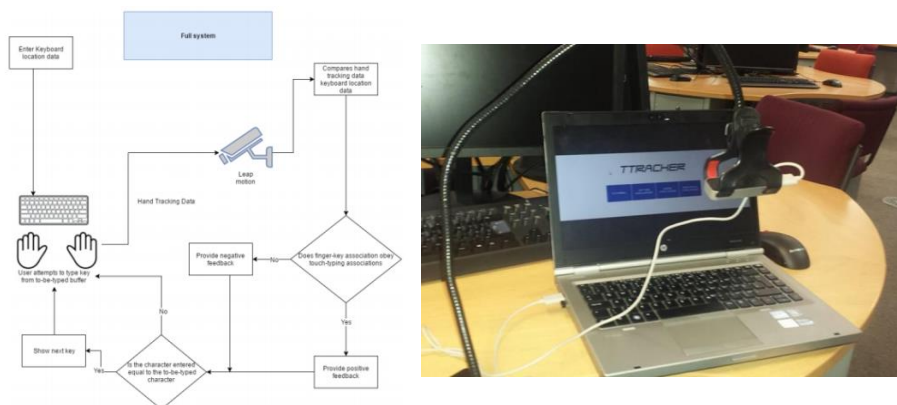 Full system
Enter Keyboard
location data
Compares hand
tracking data
keyboard location
data
Leap
motion
Hand Tracking Data
User attempts to type key
from to-be-typed buffer
Provide negative
feedback
No
Does finger-key association obey
touch-typing associations
Yes
No
Show next key
Yes
Is the character entered
equal to the to-be-typed
character
Provide positive
feedback
TTRACHER